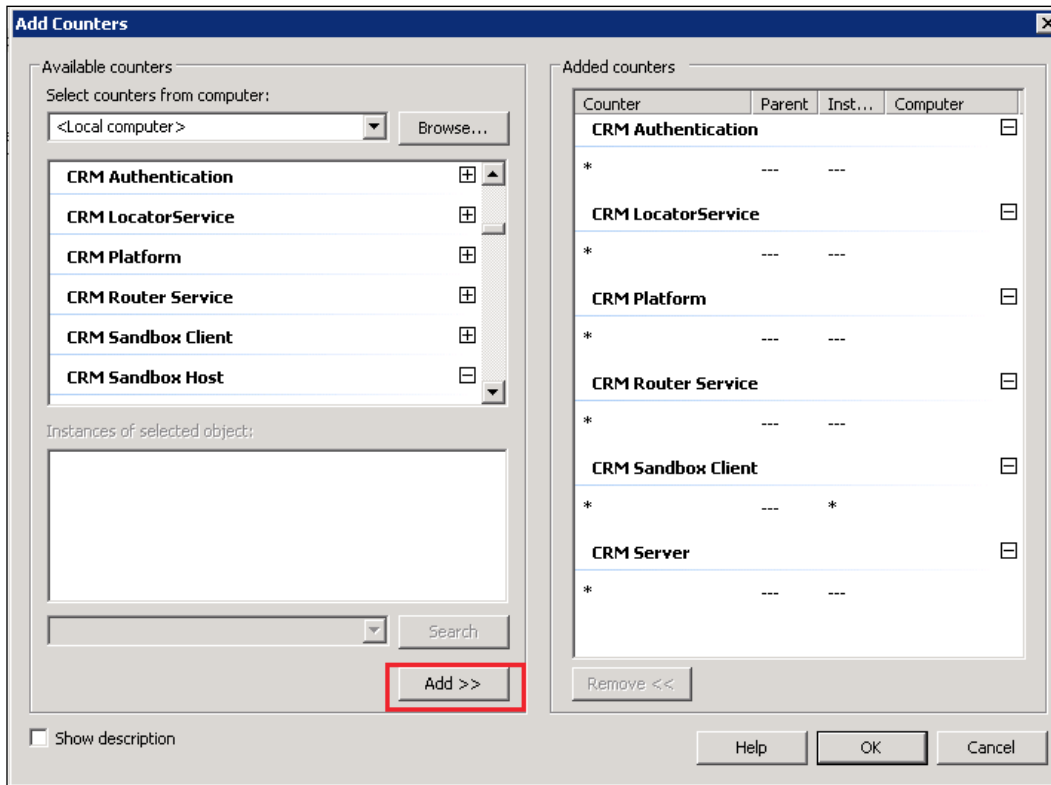 Add Counters
Available counters
Select counters from computer:
<Local computer>
Browse...
CRM Authentication
CRM LocatorService
CRM Platform
CRM Router Service
CRM Sandbox Client
CRM Sandbox Host
Instances of selected object:
Search
Add >>
Show description
Added counters
Counter Parent Inst... Computer
CRM Authentication
* --- ---
CRM LocatorService
* --- ---
CRM Platform
* --- ---
CRM Router Service
* --- ---
CRM Sandbox Client
* --- *
CRM Server
* --- ---
Remove <<
Help
OK
Cancel